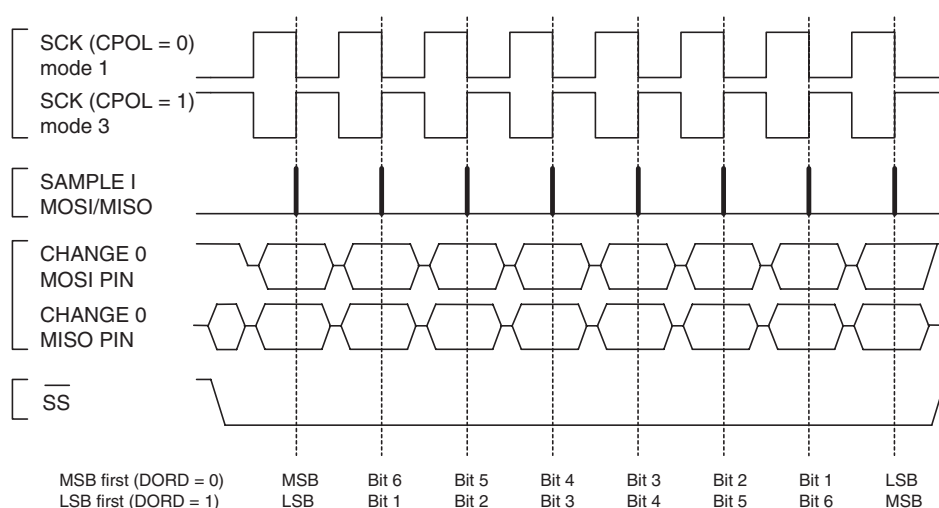 SCK (CPOL = 0)
mode 1
SCK (CPOL = 1)
mode 3
SAMPLE I
MOSI/MISO
CHANGE 0
MOSI PIN
CHANGE 0
MISO PIN
SS
MSB first (DORD = 0) MSB Bit 6 Bit 5 Bit 4 Bit 3 Bit 2 Bit 1 LSB
LSB first (DORD = 1) LSB Bit 1 Bit 2 Bit 3 Bit 4 Bit 5 Bit 6 MSB